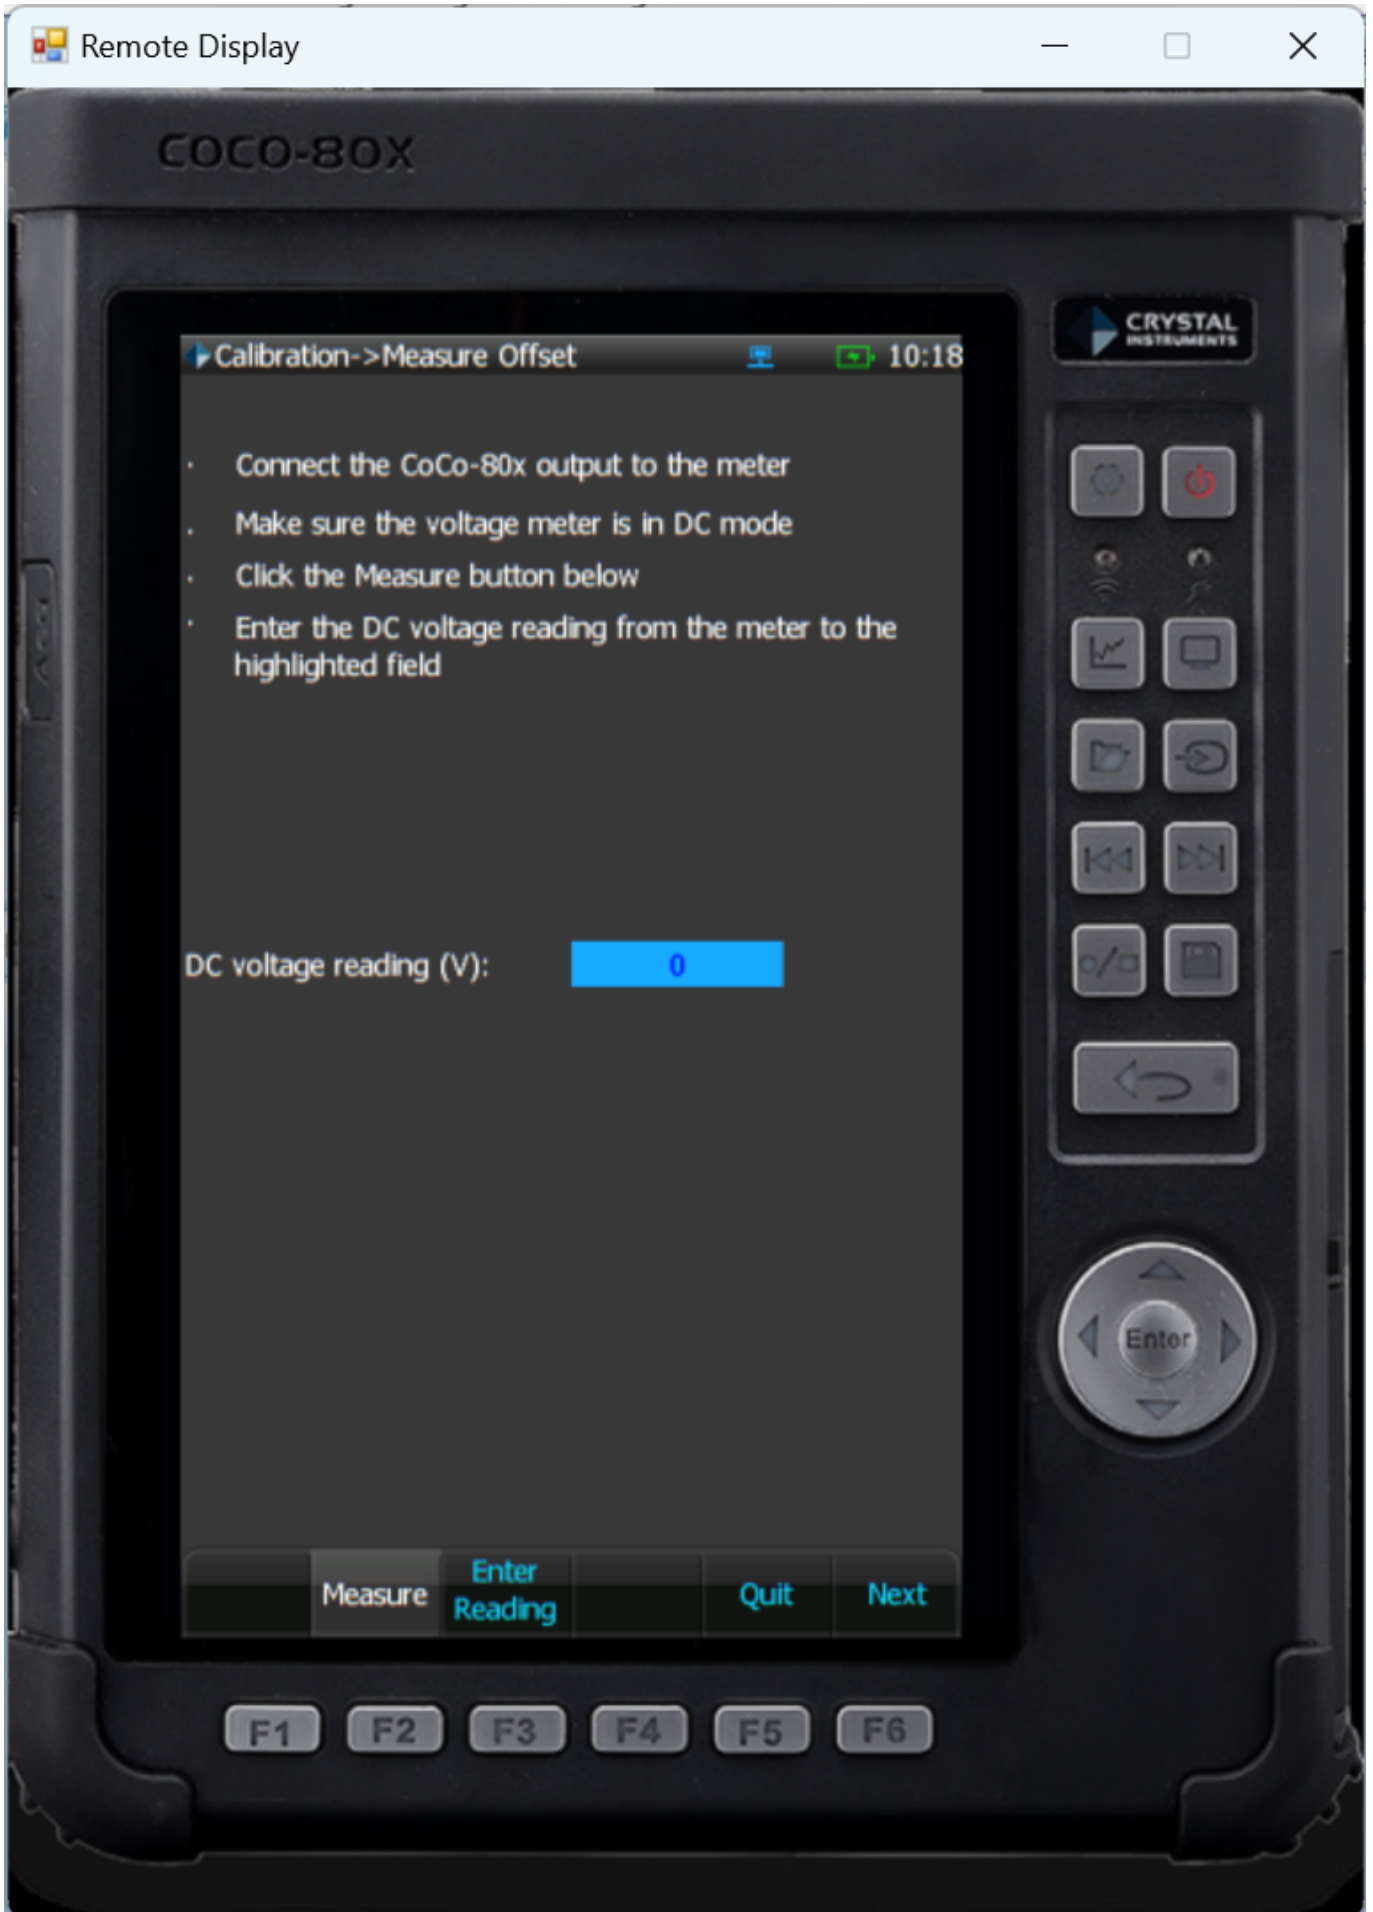 Remote Display
COCO-80X
CRYSTAL
INSTRUMENTS
Calibration->Measure Offset 10:18
· Connect the CoCo-80x output to the meter
. Make sure the voltage meter is in DC mode
· Click the Measure button below
· Enter the DC voltage reading from the meter to the
highlighted field
DC voltage reading (V): 0
Measure
Enter
Reading
Quit
Next
Enter
F1 F2 F3 F4 F5 F6